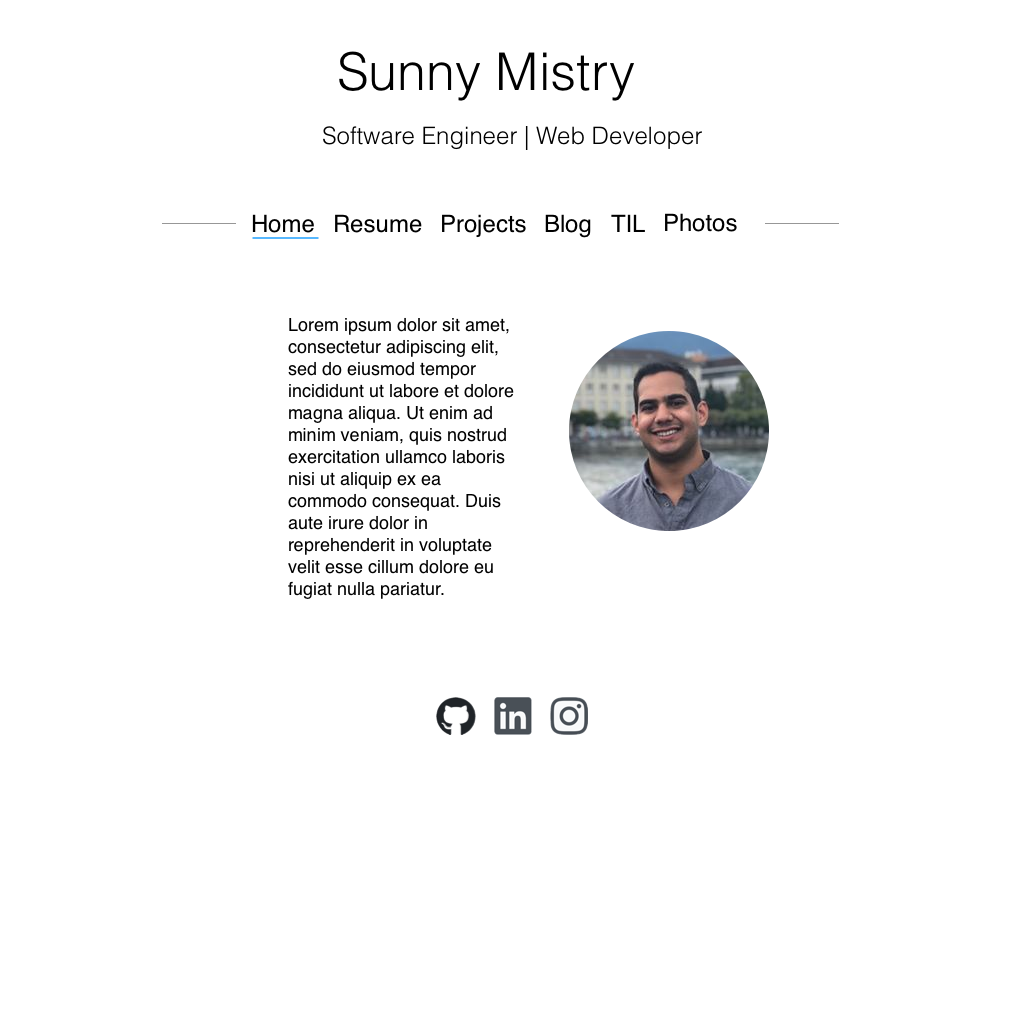 Sunny Mistry
Software Engineer | Web Developer
Home Resume Projects Blog TIL Photos
Lorem ipsum dolor sit amet,
consectetur adipiscing elit,
sed do eiusmod tempor
incididunt ut labore et dolore
magna aliqua. Ut enim ad
minim veniam, quis nostrud
exercitation ullamco laboris
nisi ut aliquip ex ea
commodo consequat. Duis
aute irure dolor in
reprehenderit in voluptate
velit esse cillum dolore eu
fugiat nulla pariatur.
in